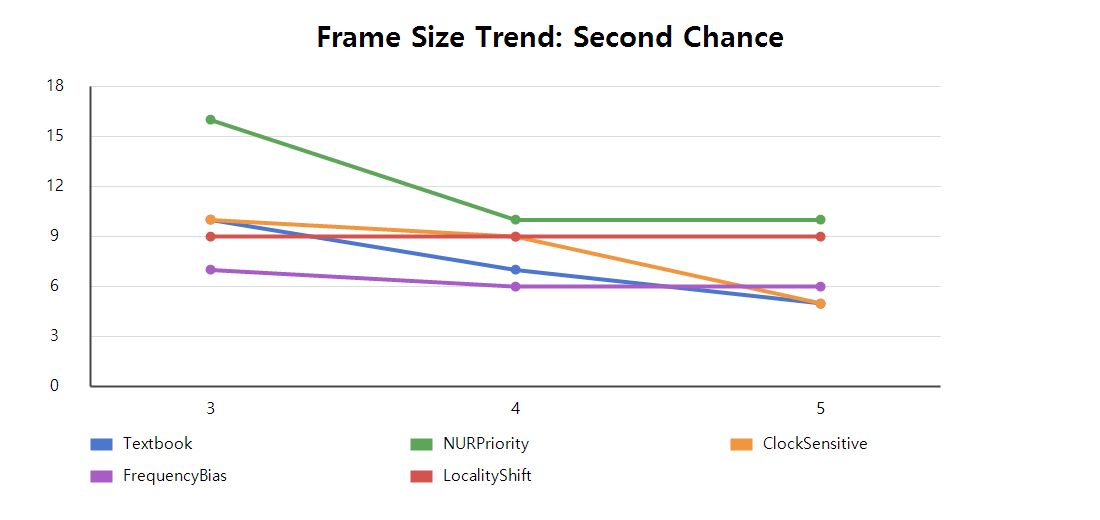 Frame Size Trend: Second Chance
18
15
12
9
6
3
0
3 4 5
Textbook NURPriority ClockSensitive
FrequencyBias LocalityShift